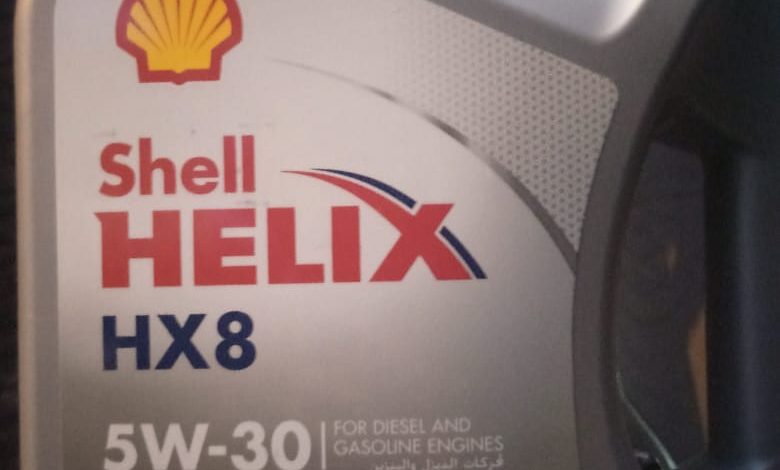 Shell
HELIX
HX8
5W-30
FOR DIESEL AND
GASOLINE ENGINES